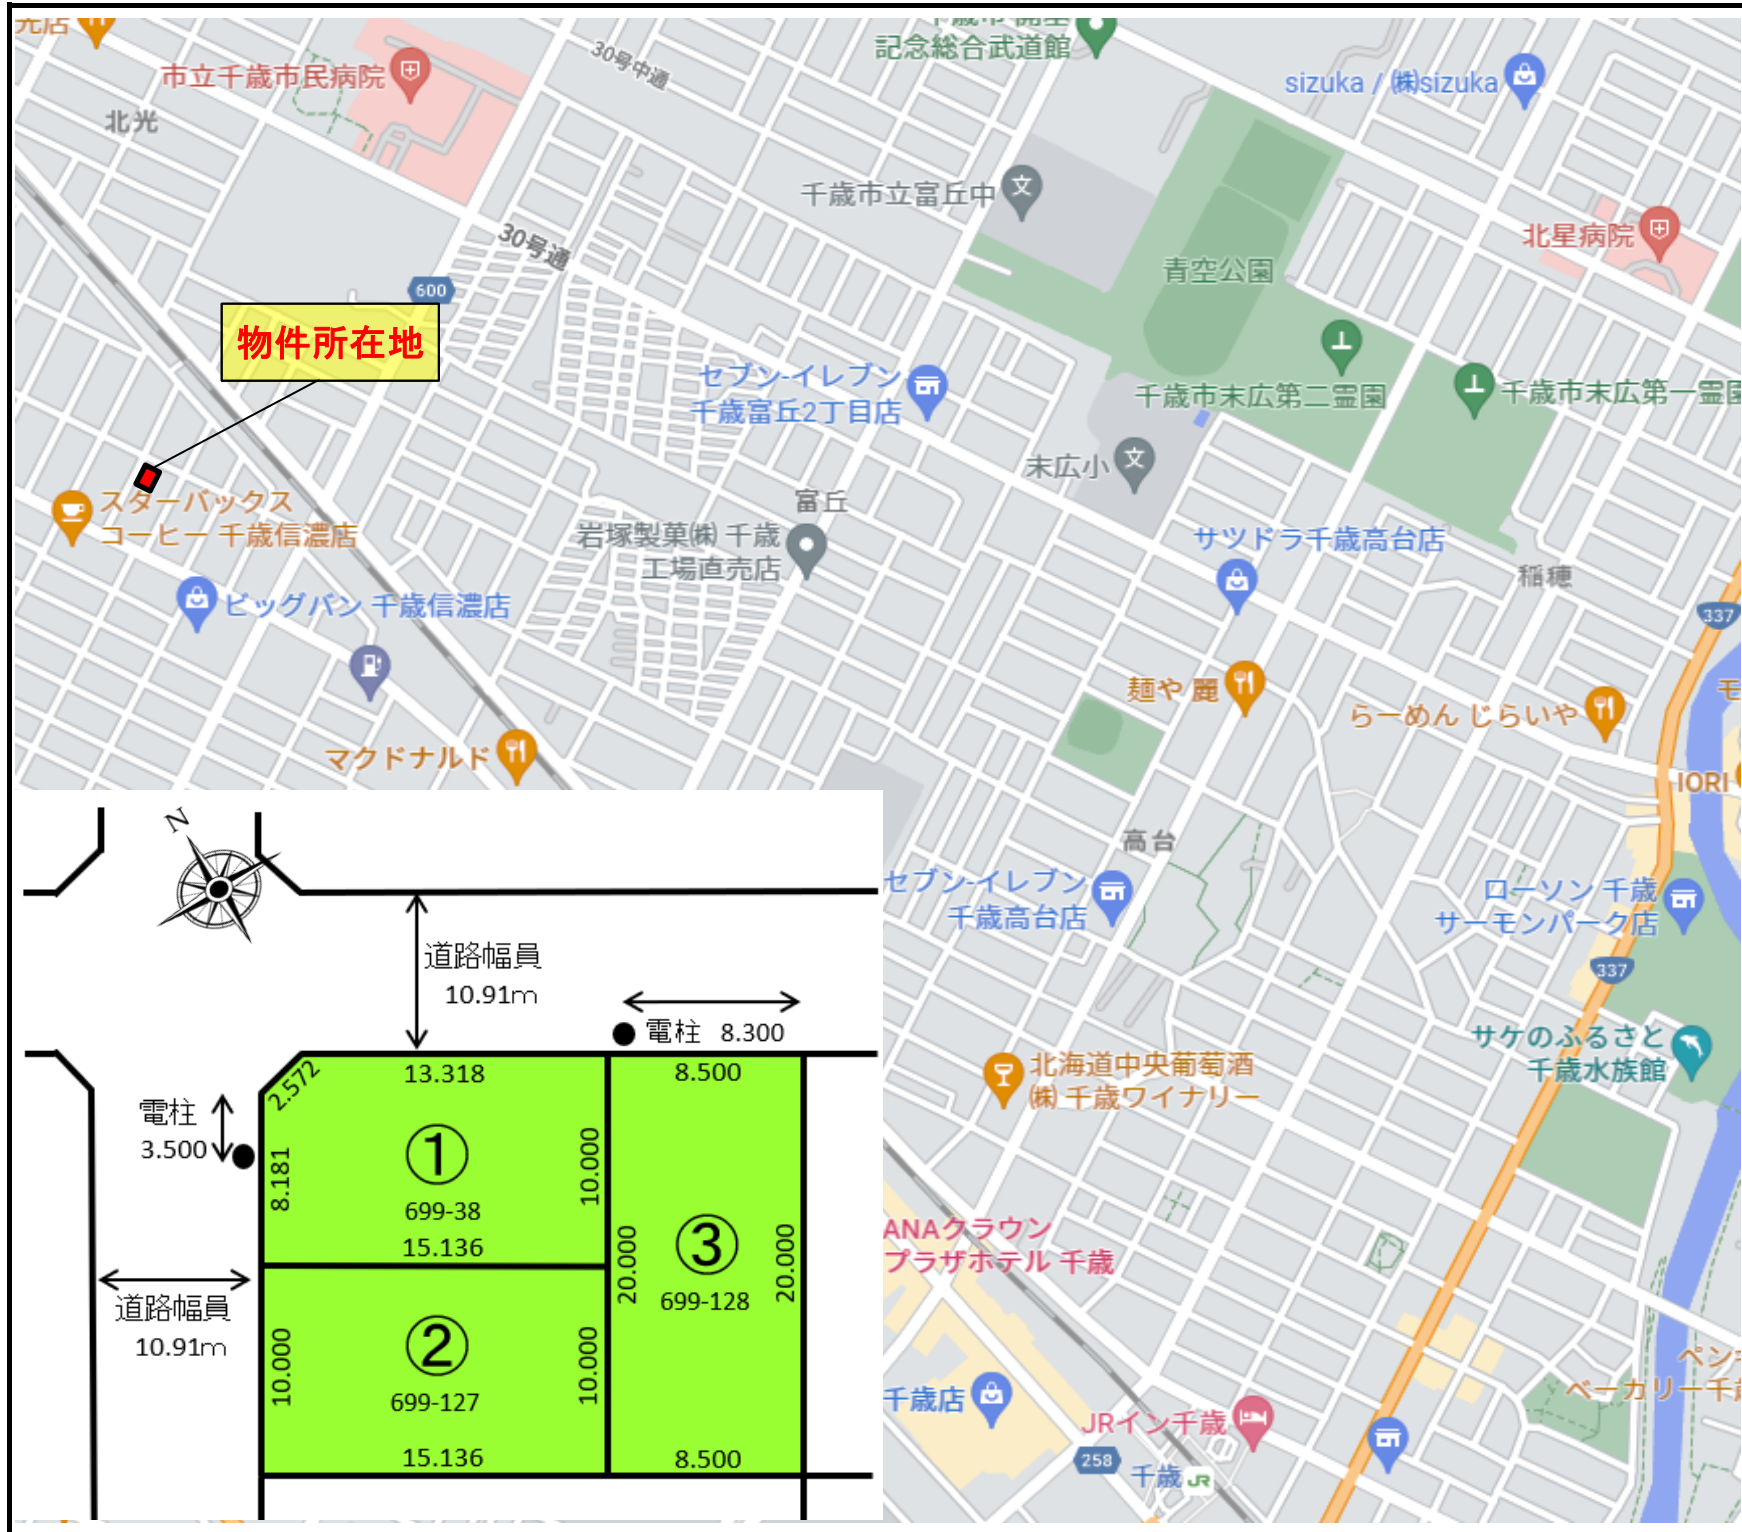 光店
市立千歳市民病院
北光
30号中通
記念総合武道館
sizuka / ㈱sizuka
千歳市立富丘中
30号通
600
北星病院
青空公園
物件所在地
セブン-イレブン
千歳富丘2丁目店
千歳市末広第二霊園
千歳市末広第一霊園
末広小
スターバックス
コーヒー 千歳信濃店
富丘
岩塚製菓㈱ 千歳
工場直売店
サツドラ千歳高台店
稲穂
ビッグバン 千歳信濃店
337
麺や 麗
らーめん じらいや
モ
マクドナルド
IORI
高台
セブン-イレブン
千歳高台店
ローソン 千歳
サーモンパーク店
337
サケのふるさと
千歳水族館
北海道中央葡萄酒
㈱ 千歳ワイナリー
ANAクラウン
プラザホテル 千歳
千歳店
JRイン千歳
258
千歳 JR
ペンギ
ベーカリー千歳
N
道路幅員
10.91m
電柱 8.300
2.572
13.318
8.500
電柱
3.500
8.181
①
10.000
699-38
15.136
20.000
③
20.000
699-128
道路幅員
10.91m
10.000
②
10.000
699-127
15.136
8.500